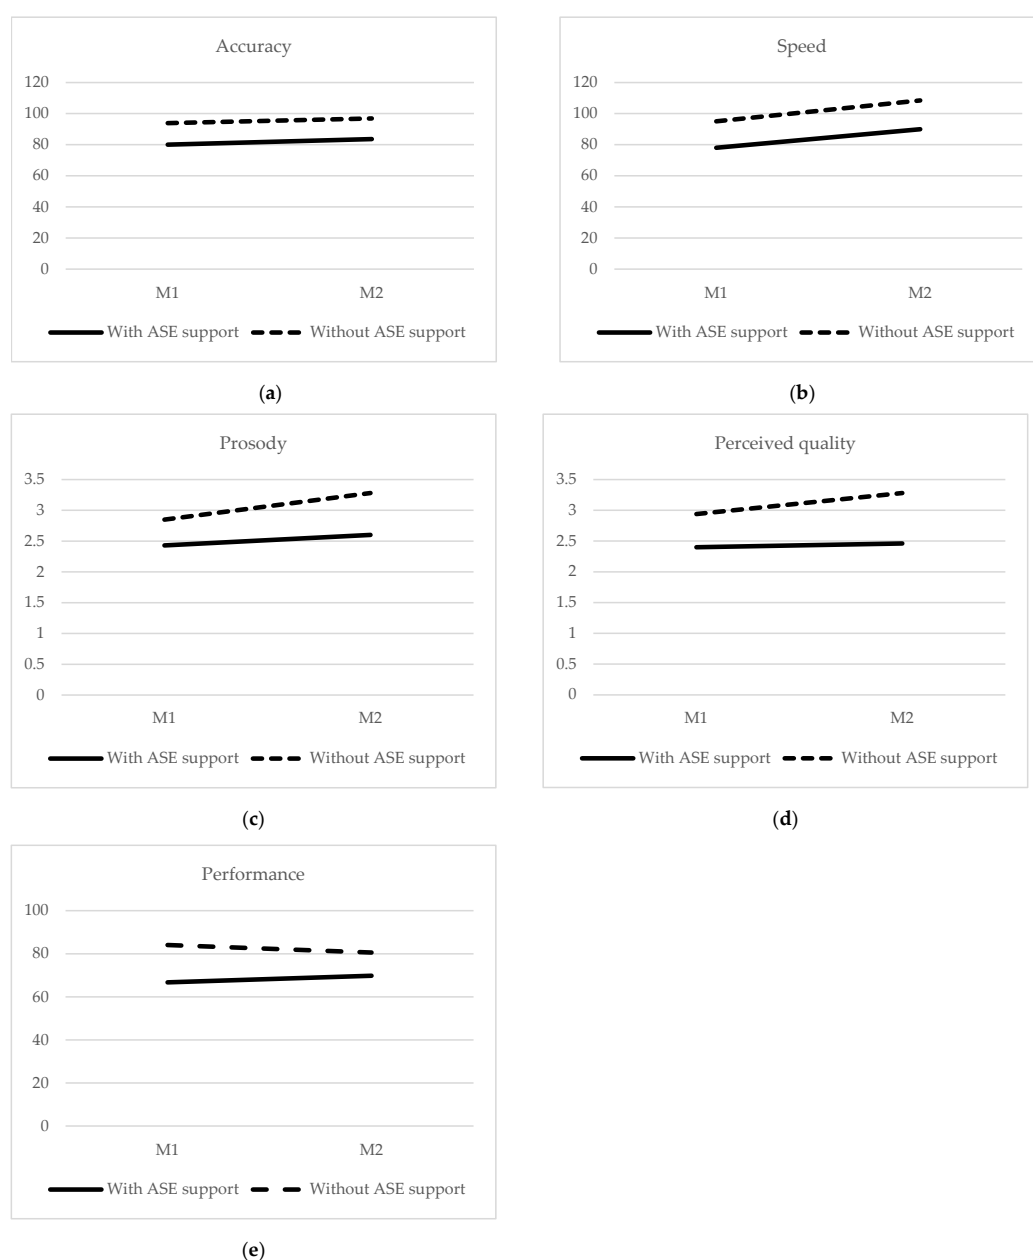 Accuracy
120
100
80
60
40
20
0
M1 M2
With ASE support Without ASE support
(a)
Speed
120
100
80
60
40
20
0
M1 M2
With ASE support Without ASE support
(b)
Prosody
3.5
3
2.5
2
1.5
1
0.5
0
M1 M2
With ASE support Without ASE support
(c)
Perceived quality
3.5
3
2.5
2
1.5
1
0.5
0
M1 M2
With ASE support Without ASE support
(d)
Performance
100
80
60
40
20
0
M1 M2
With ASE support Without ASE support
(e)